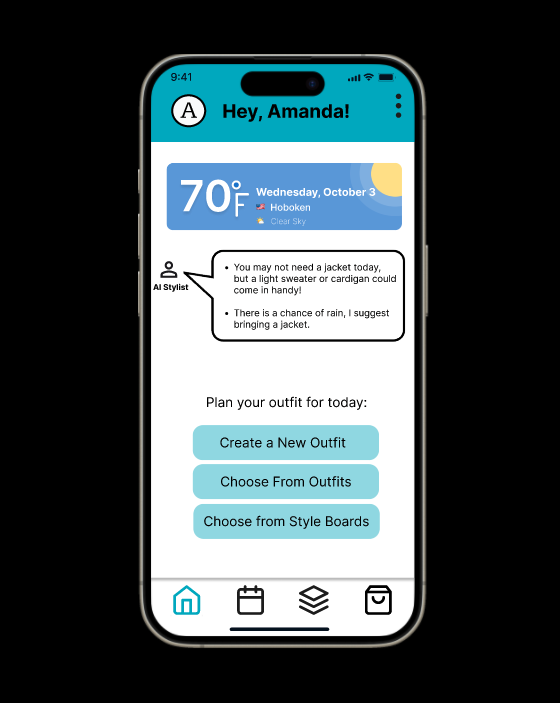 9:41
A
Hey, Amanda!
70°F
Wednesday, October 3
🇺🇸 Hoboken
🌤️ Clear Sky
AI Stylist
• You may not need a jacket today,
but a light sweater or cardigan could
come in handy!
• There is a chance of rain, I suggest
bringing a jacket.
Plan your outfit for today:
Create a New Outfit
Choose From Outfits
Choose from Style Boards